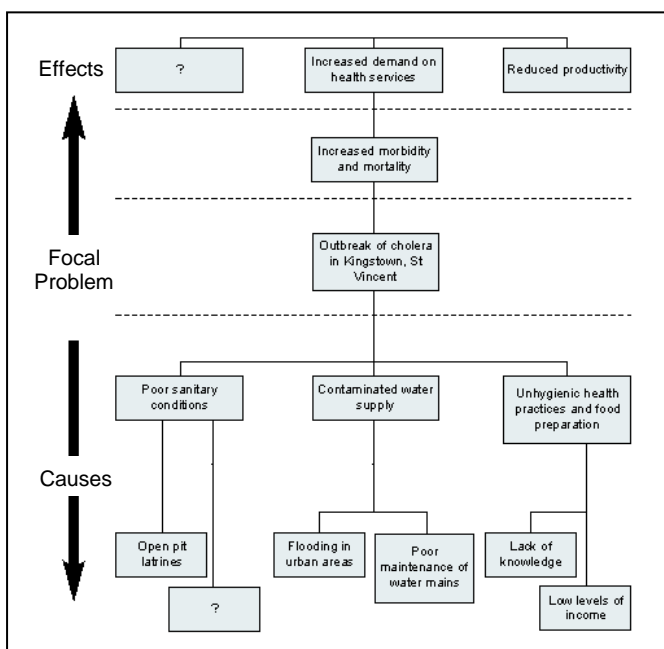 Effects
?
Increased demand on
health services
Reduced productivity
Increased morbidity
and mortality
Focal
Problem
Outbreak of cholera
in Kingstown, St
Vincent
Causes
Poor sanitary
conditions
Contaminated water
supply
Unhygienic health
practices and food
preparation
Open pit
latrines
?
Flooding in
urban areas
Poor
maintenance of
water mains
Lack of
knowledge
Low levels of
income